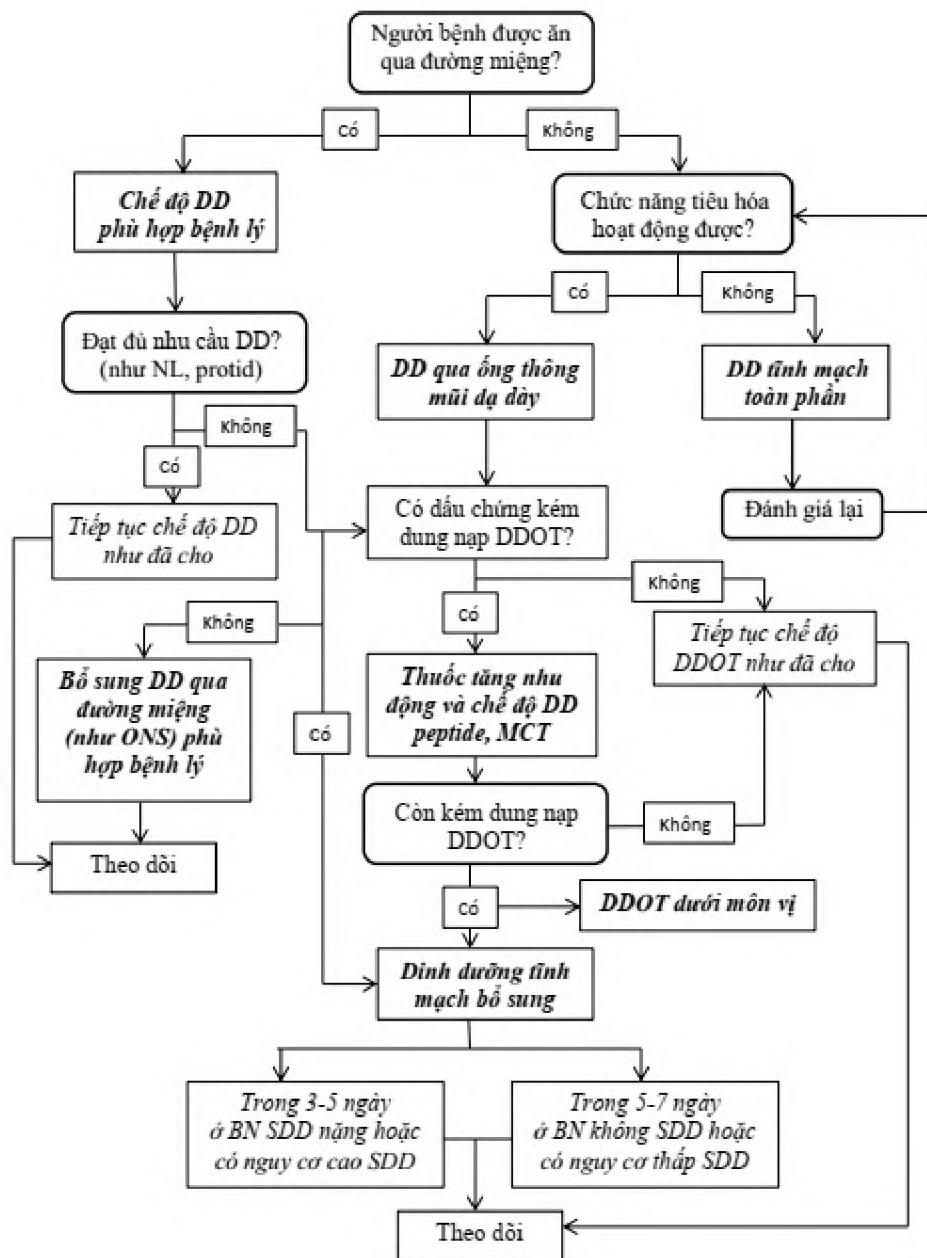 Người bệnh được ăn
qua đường miệng?
Có
Không
Chế độ DD
phù hợp bệnh lý
Chức năng tiêu hóa
hoạt động được?
Có
Không
Đạt đủ nhu cầu DD?
(như NL, protid)
DD qua ống thông
mũi dạ dày
DD tĩnh mạch
toàn phần
Không
Có
Tiếp tục chế độ DD
như đã cho
Có dấu chứng kém
dung nạp DDOT?
Đánh giá lại
Không
Có
Không
Bổ sung DD qua
đường miệng
(như ONS) phù
hợp bệnh lý
Có
Thuốc tăng nhu
động và chế độ DD
peptide, MCT
Tiếp tục chế độ
DDOT như đã cho
Còn kém dung nạp
DDOT?
Không
Theo dõi
Có
DDOT dưới môn vị
Dinh dưỡng tĩnh
mạch bổ sung
Trong 3-5 ngày
ở BN SDD nặng hoặc
có nguy cơ cao SDD
Trong 5-7 ngày
ở BN không SDD hoặc
có nguy cơ thấp SDD
Theo dõi